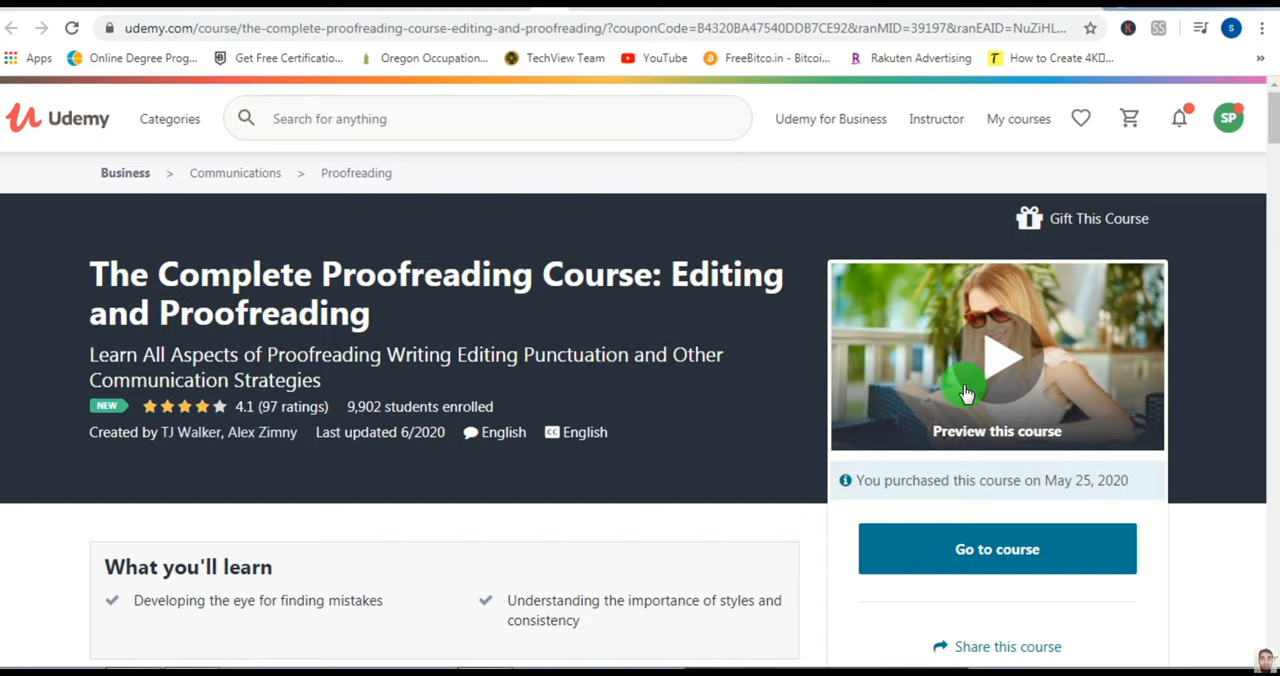 udemy.com/course/the-complete-proofreading-course-editing-and-proofreading/?couponCode=B4320BA47540DDB7CE92&ranMID=39197&ranEAID=NuZiHL...
S
Apps
Online Degree Prog...
Get Free Certificatio...
Oregon Occupation...
TechView Team
YouTube
FreeBitco.in - Bitcoi...
R Rakuten Advertising
T How to Create 4K...
»
Udemy
Categories
Search for anything
Udemy for Business
Instructor
My courses
SP
Business > Communications > Proofreading
Gift This Course
The Complete Proofreading Course: Editing
and Proofreading
Learn All Aspects of Proofreading Writing Editing Punctuation and Other
Communication Strategies
NEW 4.1 (97 ratings) 9,902 students enrolled
Created by TJ Walker, Alex Zimny Last updated 6/2020 English CC English
Preview this course
You purchased this course on May 25, 2020
Go to course
Share this course
What you'll learn
Developing the eye for finding mistakes
Understanding the importance of styles and
consistency